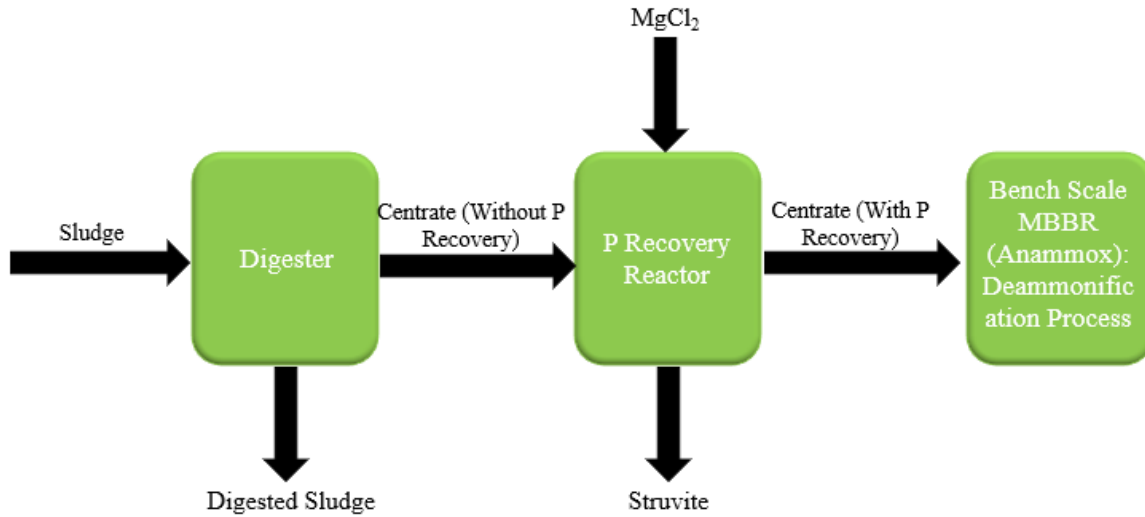 MgCl₂
Sludge
Digester
Centrate (Without P
Recovery)
P Recovery
Reactor
Centrate (With P
Recovery)
Bench Scale
MBBR
(Anammox):
Deammonific
ation Process
Digested Sludge
Struvite